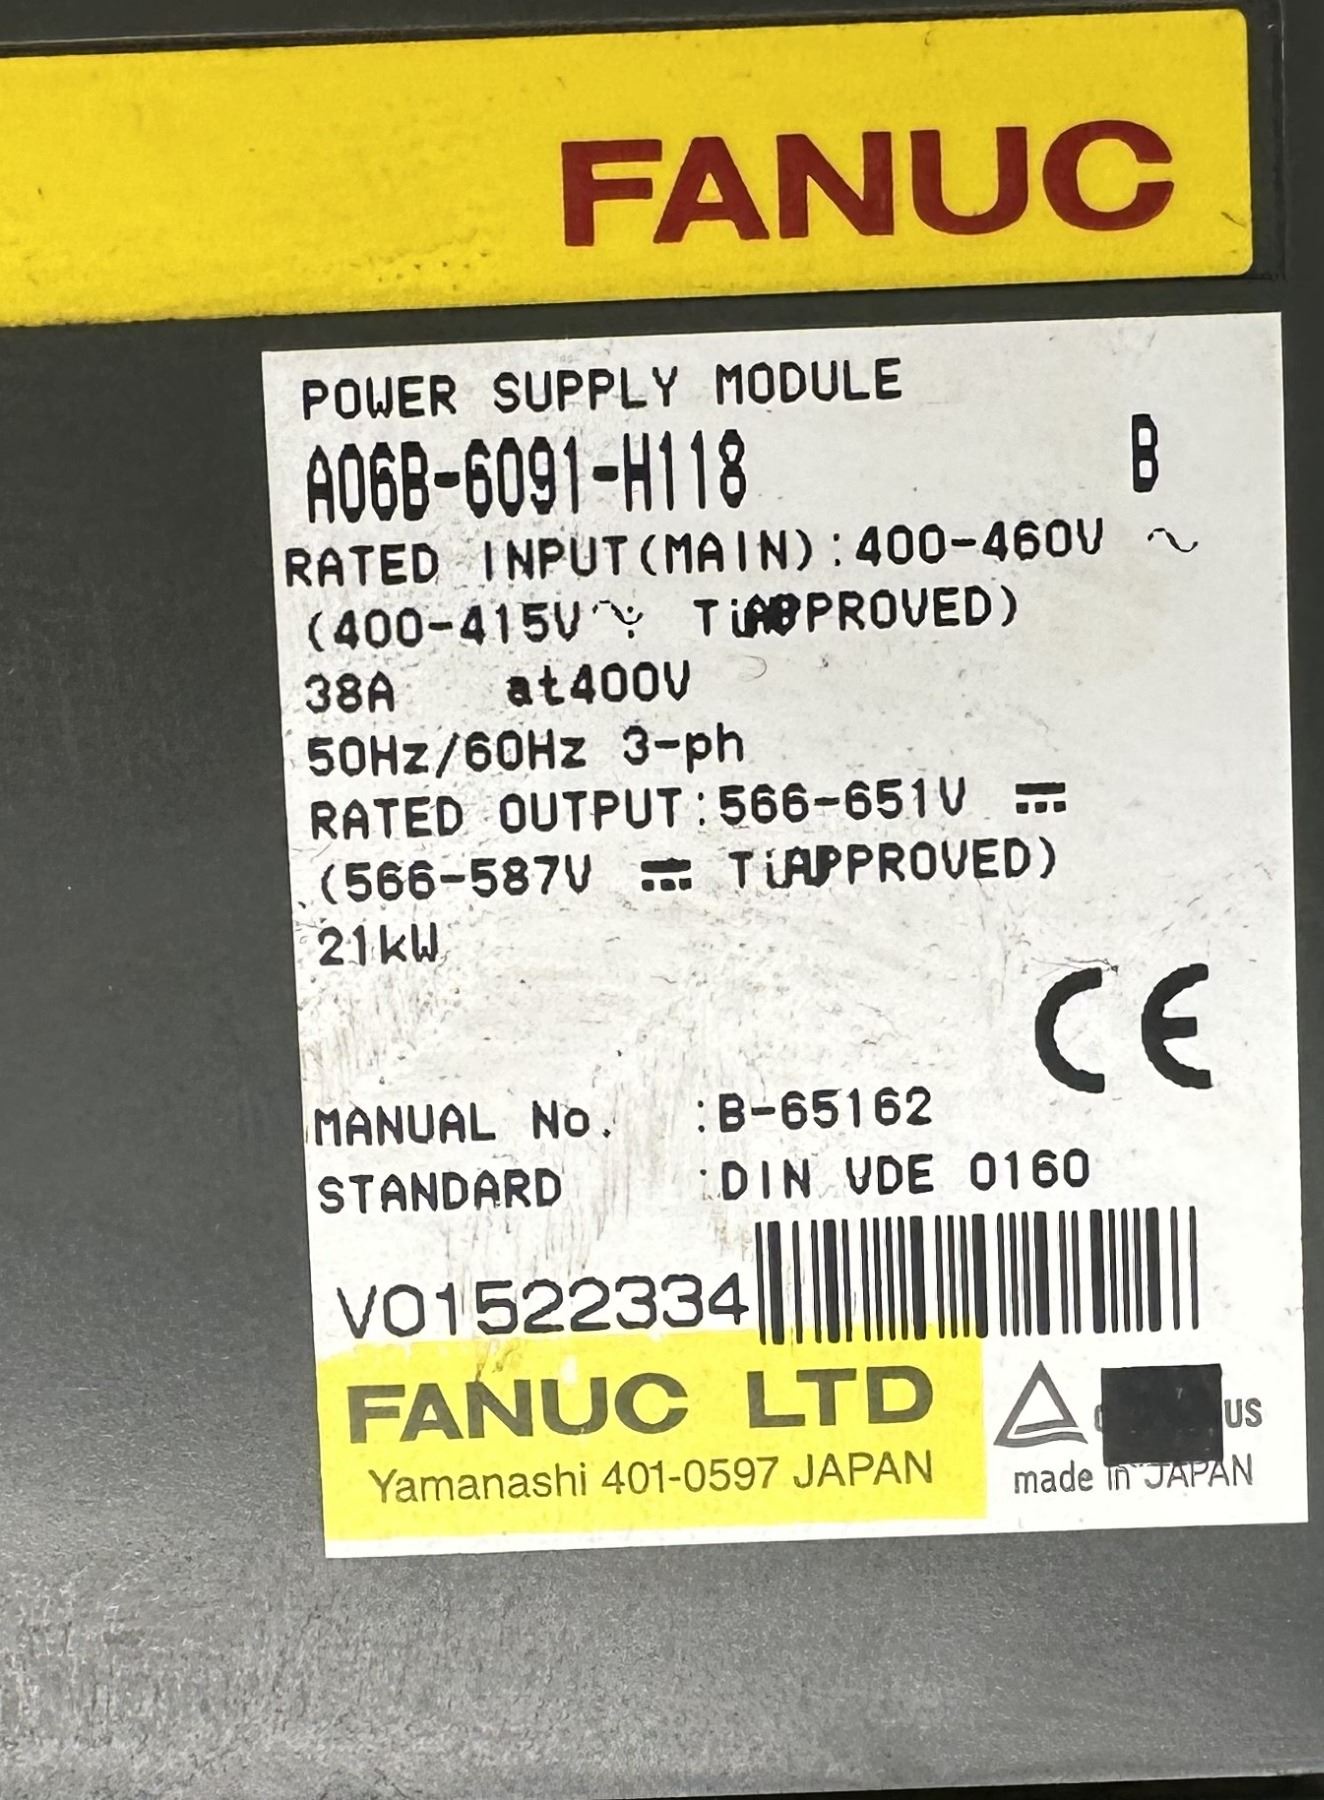 FANUC
POWER SUPPLY MODULE
A06B-6091-H118 B
RATED INPUT(MAIN):400-460V ~
(400-415V~ APPROVED)
38A at400V
50Hz/60Hz 3-ph
RATED OUTPUT:566-651V ⎓
(566-587V ⎓ APPROVED)
21kW
CE
MANUAL No. :B-65162
STANDARD :DIN VDE 0160
V01522334
FANUC LTD
Yamanashi 401-0597 JAPAN
US
made in JAPAN